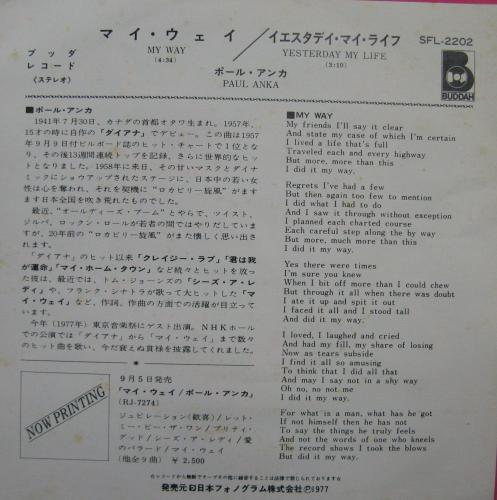 マイ・ウェイ／イエスタデイ・マイ・ライフ
SFL-2202
MY WAY
YESTERDAY MY LIFE
(4:34)
(3:10)
ブッダ
レコード
(ステレオ)
BUDDAH
ポール・アンカ
PAUL ANKA
■ポール・アンカ
1941年7月30日、カナダの首都オタワ生まれ。1957年、
15才の時に自作の「ダイアナ」でデビュー。この曲は1957
年9月9日付ビルボード誌のヒット・チャートで1位とな
り、その後13週間連続トップを記録、さらに世界的なヒッ
トとなりました。1958年に来日、その甘いマスクとダイナ
ミックにショウアップされたステージに、日本中の若い女
性は心を奪われ、それを契機に"ロカビリー旋風"がます
ます日本全国を吹き荒れたものでした。
最近、"オールディーズ・ブーム"とやらで、ツイスト、
ジルバ、ロックン・ロールが若者の間ではやりだしていま
すが、20年前の"ロカビリー旋風"がまた懐しく思い出さ
れます。
「ダイアナ」のヒット以来「クレイジー・ラブ」「君は我
が運命」「マイ・ホーム・タウン」など続々とヒットを放っ
た彼は、最近では、トム・ジョーンズの「シーズ・ア・レ
ディ」や、フランク・シナトラが歌って大ヒットした「マ
イ・ウェイ」など、作詞、作曲の方面での活躍が目立って
います。
今年（1977年）東京音楽祭にゲスト出演。NHKホール
での公演では「ダイアナ」から「マイ・ウェイ」まで数々
のヒット曲を歌い、今だ衰えぬ貫禄を披露してくれました。
■MY WAY
My friends I'll say it clear
And state my case of which I'm certain
I lived a life that's full
Traveled each and every highway
But more, more than this
I did it my way.
Regrets I've had a few
But then again too few to mention
I did what I had to do
And I saw it through without exception
I planned each charted course
Each careful step along the by way
But more, much more than this
I did it my way.
Yes there were times
I'm sure you knew
When I bit off more than I could chew
But through it all when there was doubt
I ate it up and spit it out
I faced it all and I stood tall
And did it my way.
I loved, I laughed and cried
And had my fill, my share of losing
Now as tears subside
I find it all so amusing
To think that I did all that
And may I say not in a shy way
Oh no, no not me
I did it my way.
For what is a man, what has he got
If not himself then he has not
To say the things he truly feels
And not the words of one who kneels
The record shows I took the blows
But did it my way.
NOW PRINTING
9月5日発売
「マイ・ウェイ／ポール・アンカ」
(RJ-7274)
ジュビレーション(歓喜)／レット・
ミー・ビー・ザ・ワン／プリティ・
グッド／シーズ・ア・レディ／愛
のバラード／マイ・ウェイ
(他全9曲) ￥2,500
発売元日本フォノグラム株式会社Ⓟ1977